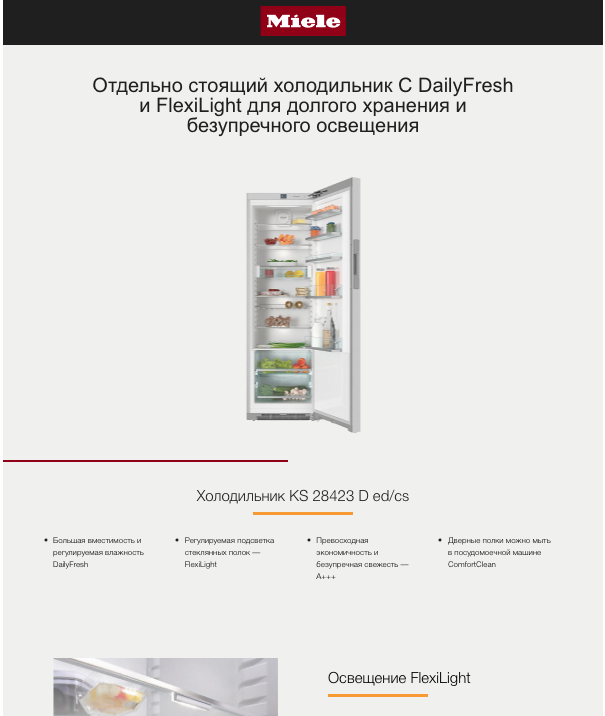 Miele
Отдельно стоящий холодильник С DailyFresh
и FlexiLight для долгого хранения и
безупречного освещения
Холодильник KS 28423 D ed/cs
• Большая вместимость и
регулируемая влажность
DailyFresh
• Регулируемая подсветка
стеклянных полок —
FlexiLight
• Превосходная
экономичность и
безупречная свежесть —
A+++
• Дверные полки можно мыть
в посудомоечной машине
ComfortClean
Освещение FlexiLight